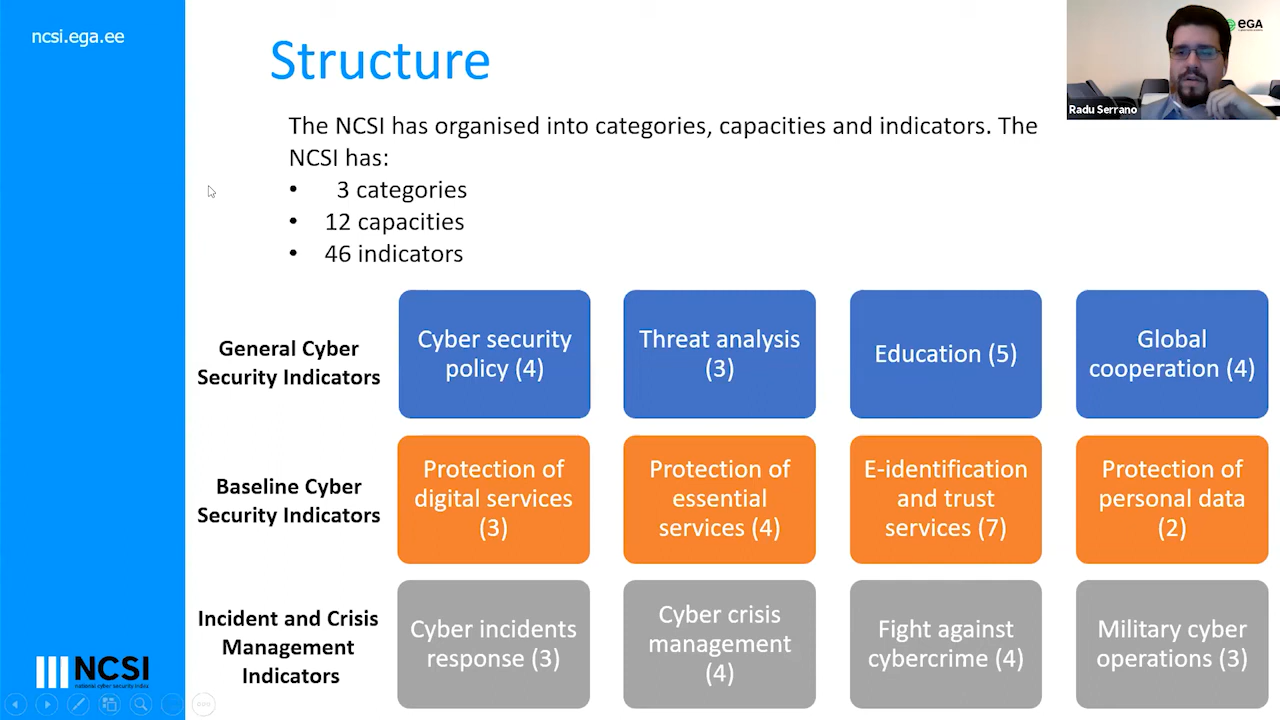 ncsi.ega.ee
Structure
EGA
Radu Serrano
The NCSI has organised into categories, capacities and indicators. The
NCSI has:
• 3 categories
• 12 capacities
• 46 indicators
General Cyber
Security Indicators
Cyber security
policy (4)
Threat analysis
(3)
Education (5)
Global
cooperation (4)
Baseline Cyber
Security Indicators
Protection of
digital services
(3)
Protection of
essential
services (4)
E-identification
and trust
services (7)
Protection of
personal data
(2)
Incident and Crisis
Management
Indicators
Cyber incidents
response (3)
Cyber crisis
management
(4)
Fight against
cybercrime (4)
Military cyber
operations (3)
NCSI
national cyber security index